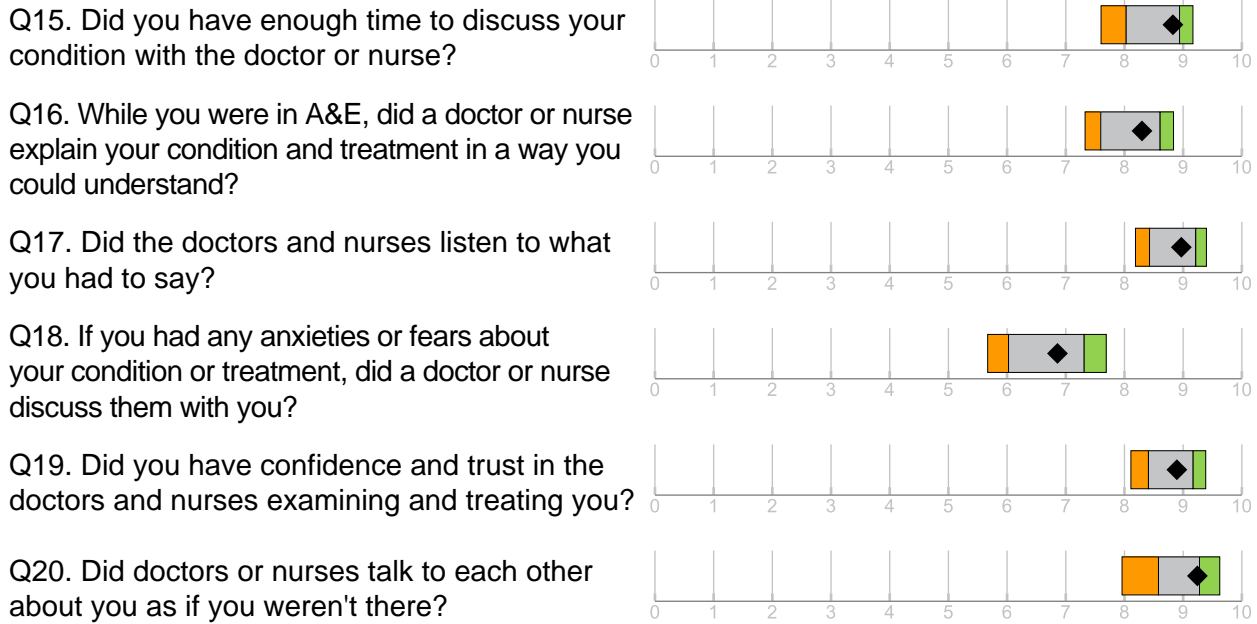 Q15. Did you have enough time to discuss your
condition with the doctor or nurse?
0 1 2 3 4 5 6 7 8 9 10
Q16. While you were in A&E, did a doctor or nurse
explain your condition and treatment in a way you
could understand?
0 1 2 3 4 5 6 7 8 9 10
Q17. Did the doctors and nurses listen to what
you had to say?
0 1 2 3 4 5 6 7 8 9 10
Q18. If you had any anxieties or fears about
your condition or treatment, did a doctor or nurse
discuss them with you?
0 1 2 3 4 5 6 7 8 9 10
Q19. Did you have confidence and trust in the
doctors and nurses examining and treating you?
0 1 2 3 4 5 6 7 8 9 10
Q20. Did doctors or nurses talk to each other
about you as if you weren't there?
0 1 2 3 4 5 6 7 8 9 10